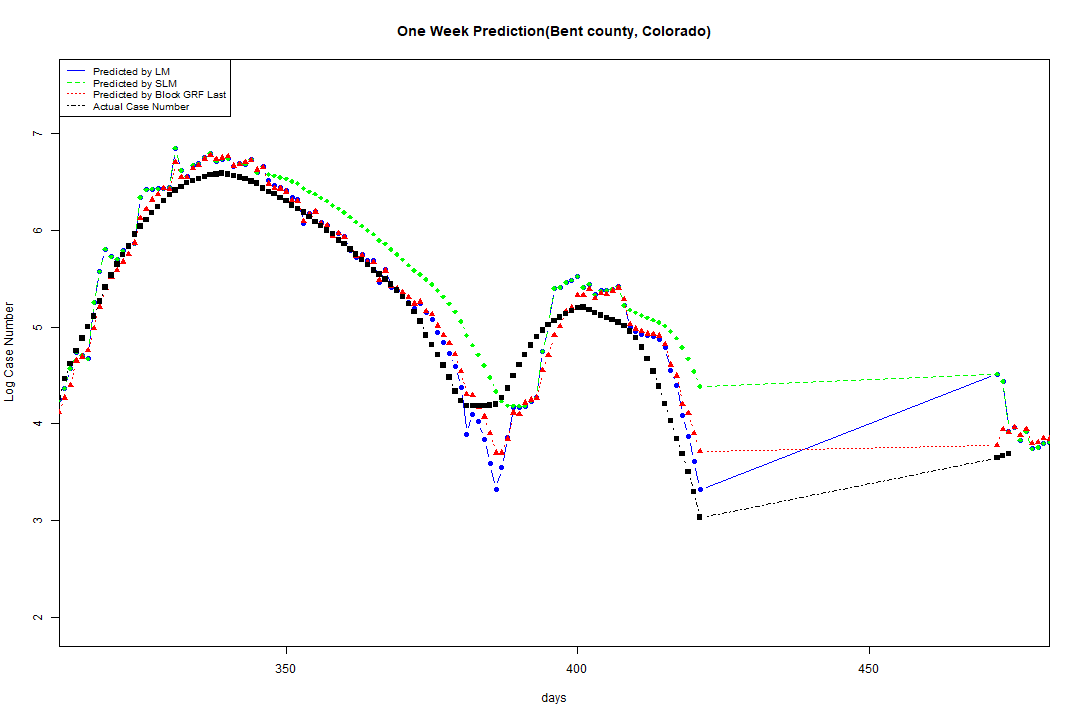 One Week Prediction(Bent county, Colorado)
Predicted by LM
Predicted by SLM
Predicted by Block GRF Last
Actual Case Number
7
6
5
4
3
2
Log Case Number
350
400
450
days